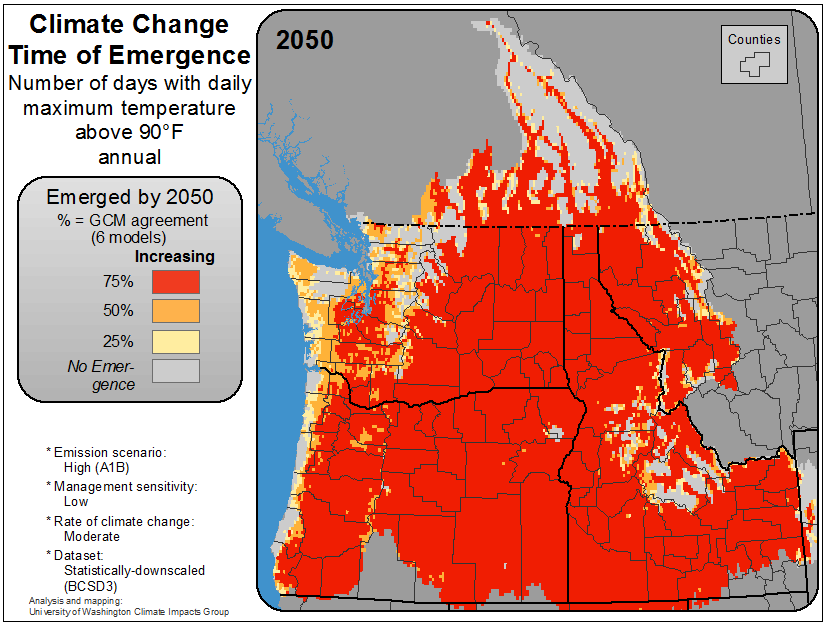 Climate Change
Time of Emergence
Number of days with daily
maximum temperature
above 90°F
annual
Emerged by 2050
% = GCM agreement
(6 models)
Increasing
75%
50%
25%
No Emer-
gence
* Emission scenario:
High (A1B)
* Management sensitivity:
Low
* Rate of climate change:
Moderate
* Dataset:
Statistically-downscaled
(BCSD3)
Analysis and mapping:
University of Washington Climate Impacts Group
2050
Counties